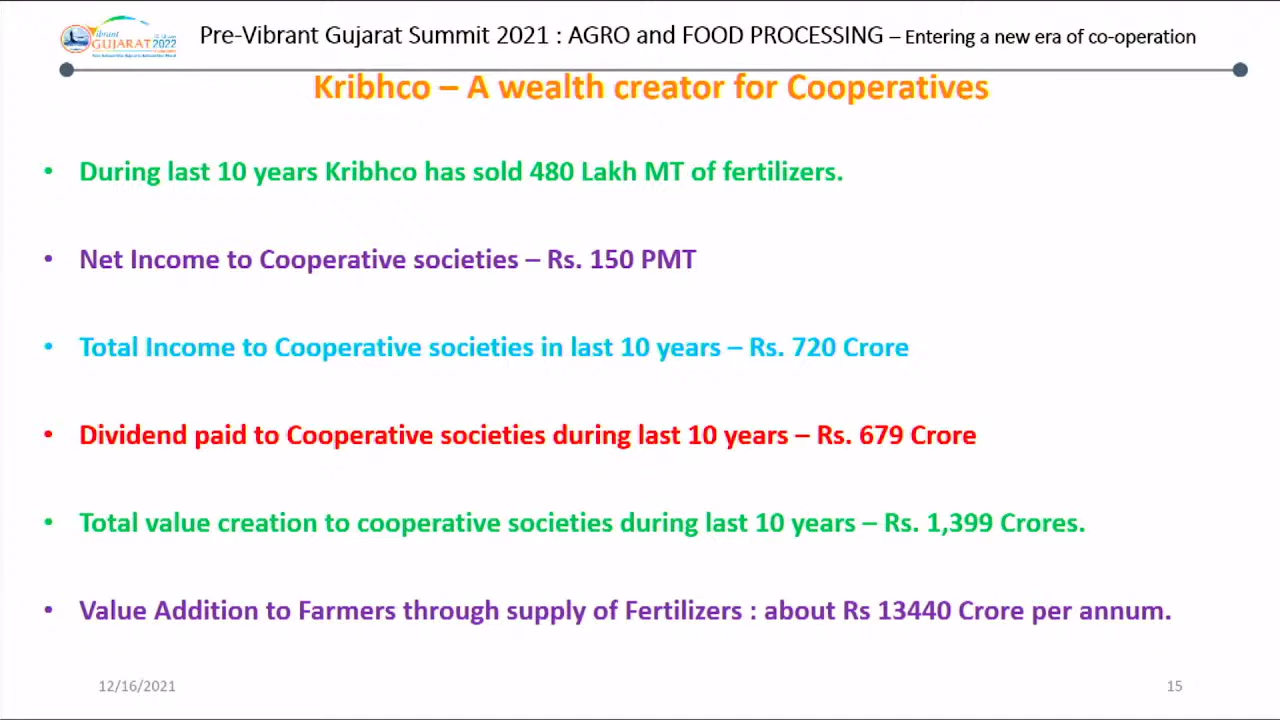 Vibrant
GUJARAT 2022
Pre-Vibrant Gujarat Summit 2021 : AGRO and FOOD PROCESSING – Entering a new era of co-operation
Kribhco – A wealth creator for Cooperatives
• During last 10 years Kribhco has sold 480 Lakh MT of fertilizers.
• Net Income to Cooperative societies – Rs. 150 PMT
• Total Income to Cooperative societies in last 10 years – Rs. 720 Crore
• Dividend paid to Cooperative societies during last 10 years – Rs. 679 Crore
• Total value creation to cooperative societies during last 10 years – Rs. 1,399 Crores.
• Value Addition to Farmers through supply of Fertilizers : about Rs 13440 Crore per annum.
12/16/2021
15